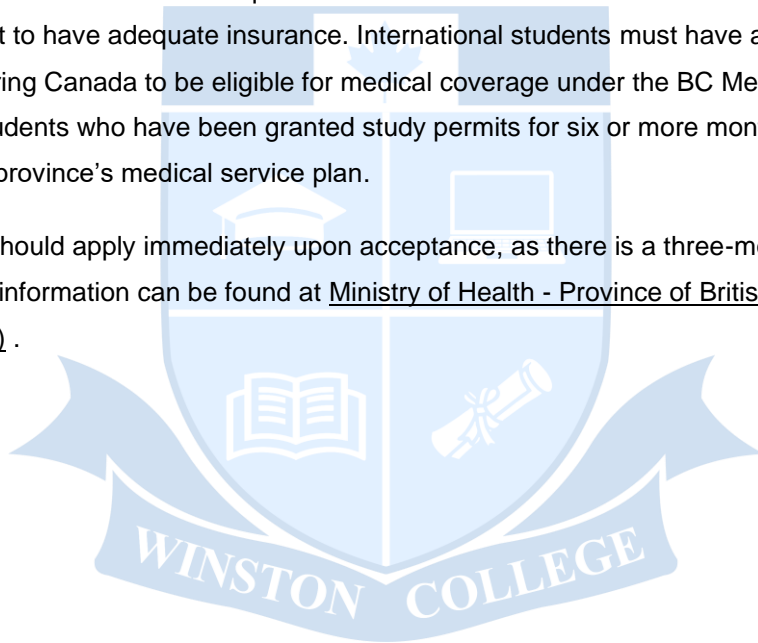 t to have adequate insurance. International students must have a
ring Canada to be eligible for medical coverage under the BC Me
udents who have been granted study permits for six or more mon
province's medical service plan.
hould apply immediately upon acceptance, as there is a three-m
information can be found at Ministry of Health - Province of Britis
) .
WINSTON COLLEGE